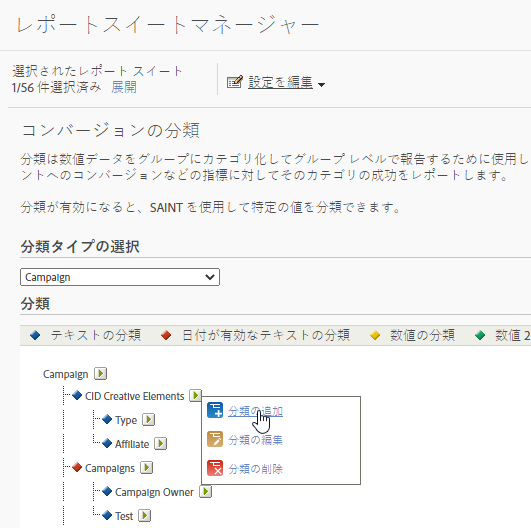 レポートスイートマネージャー
選択されたレポート スイート
1/56 件選択済み 展開
設定を編集
コンバージョンの分類
分類は数値データをグループにカテゴリ化してグループ レベルで報告するために使用し
ントへのコンバージョンなどの指標に対してそのカテゴリの成功をレポートします。
分類が有効になると、SAINT を使用して特定の値を分類できます。
分類タイプの選択
Campaign
分類
テキストの分類 日付が有効なテキストの分類 数値の分類 数値 2
Campaign
CID Creative Elements
分類の追加
Type
分類の編集
Affiliate
分類の削除
Campaigns
Campaign Owner
Test